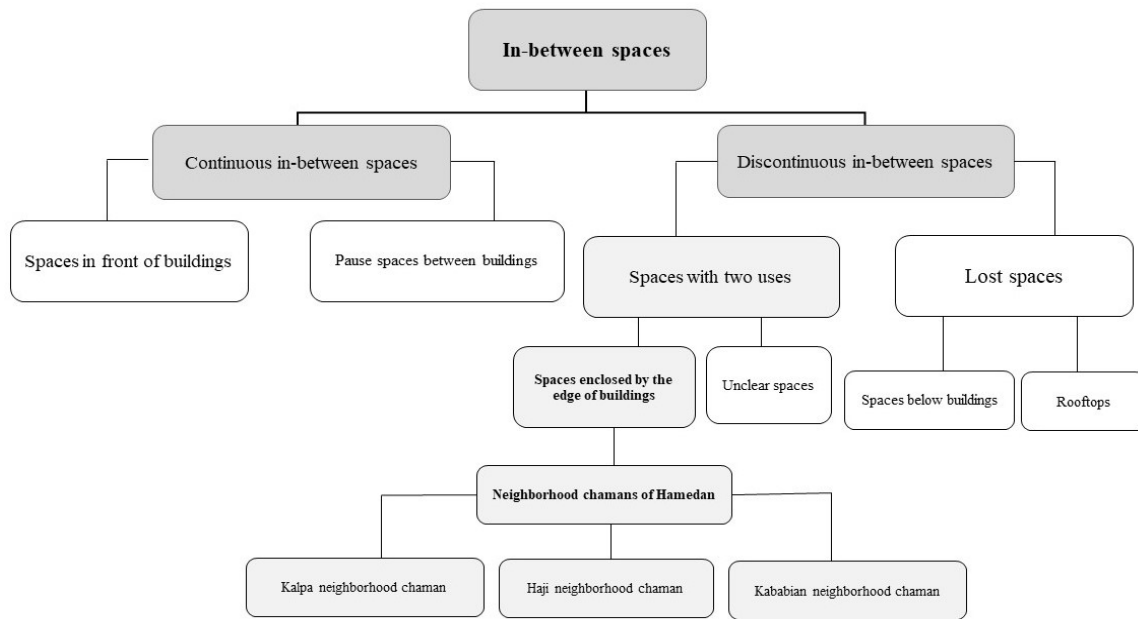 In-between spaces
Continuous in-between spaces
Discontinuous in-between spaces
Spaces in front of buildings
Pause spaces between buildings
Spaces with two uses
Lost spaces
Spaces enclosed by the
edge of buildings
Unclear spaces
Spaces below buildings
Rooftops
Neighborhood chamans of Hamedan
Kalpa neighborhood chaman
Haji neighborhood chaman
Kababian neighborhood chaman